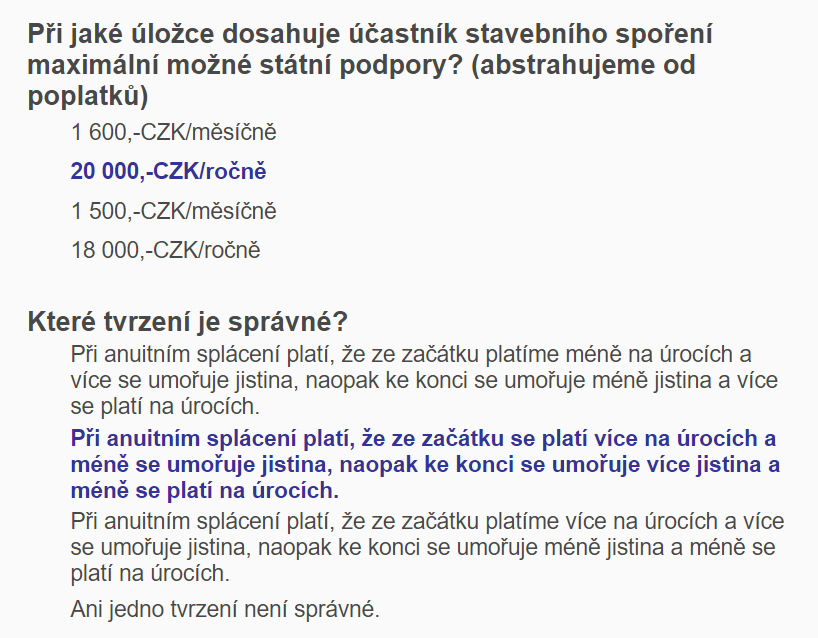 Při jaké úložce dosahuje účastník stavebního spoření
maximální možné státní podpory? (abstrahujeme od
poplatků)
1 600,-CZK/měsíčně
20 000,-CZK/ročně
1 500,-CZK/měsíčně
18 000,-CZK/ročně
Které tvrzení je správné?
Při anuitním splácení platí, že ze začátku platíme méně na úrocích a
více se umořuje jistina, naopak ke konci se umořuje méně jistina a více
se platí na úrocích.
Při anuitním splácení platí, že ze začátku se platí více na úrocích a
méně se umořuje jistina, naopak ke konci se umořuje více jistina a
méně se platí na úrocích.
Při anuitním splácení platí, že ze začátku platíme více na úrocích a více
se umořuje jistina, naopak ke konci se umořuje méně jistina a méně se
platí na úrocích.
Ani jedno tvrzení není správné.